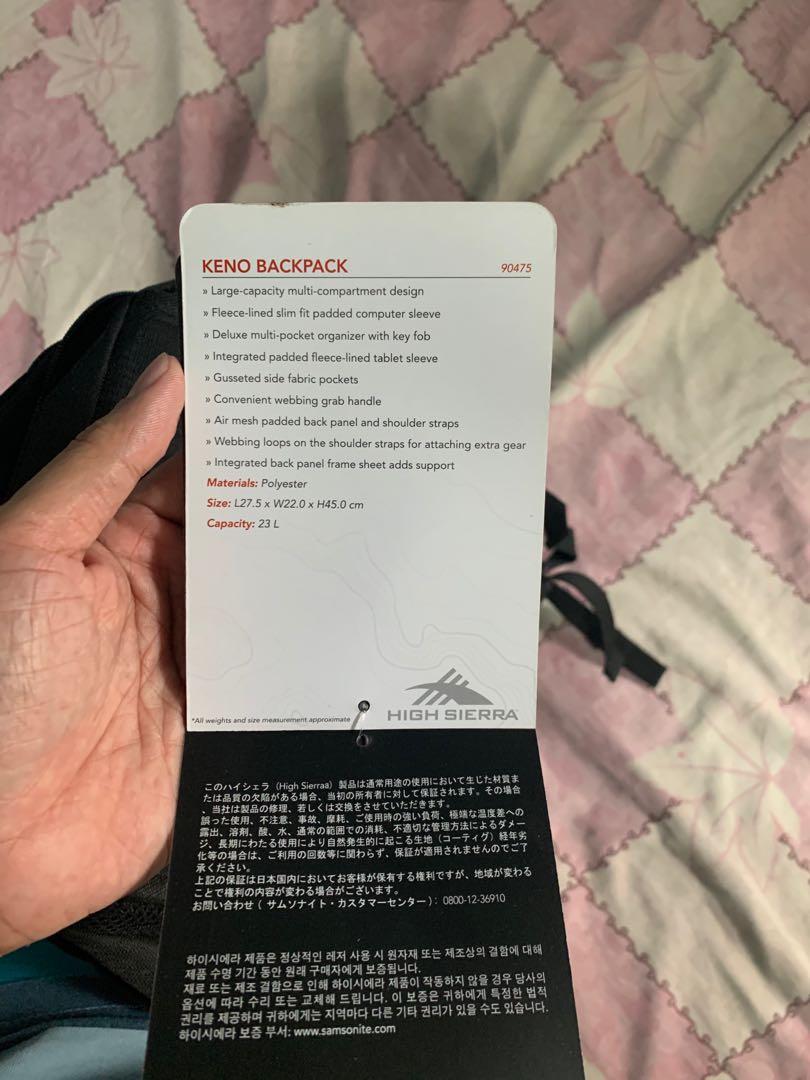 KENO BACKPACK 90475
» Large-capacity multi-compartment design
» Fleece-lined slim fit padded computer sleeve
» Deluxe multi-pocket organizer with key fob
» Integrated padded fleece-lined tablet sleeve
» Gusseted side fabric pockets
» Convenient webbing grab handle
» Air mesh padded back panel and shoulder straps
» Webbing loops on the shoulder straps for attaching extra gear
» Integrated back panel frame sheet adds support
Materials: Polyester
Size: L27.5 x W22.0 x H45.0 cm
Capacity: 23 L
*All weights and size measurement approximate
HIGH SIERRA
このハイシェラ（High Sierraa）製品は通常用途の使用において生じた材質ま
たは品質の欠陥がある場合、当初の所有者に対して保証されます。その場合
、当社は製品の修理、若しくは交換をさせていただきます。
誤った使用、不注意、事故、摩耗、ご使用時の強い負荷、極端な温度差への
露出、溶剤、酸、水、通常の範囲での消耗、不適切な管理方法によるダメー
ジ、長期にわたる使用により自然発生的に起こる生地（コーティグ）経年劣
化等の場合は、ご利用の回数等に関わらず、保証が適用されませんのでご了
承ください。
上記の保証は日本国内においてお客様が保有する権利ですが、地域が変わる
ことで権利の内容が変わる場合がございます。
お問い合わせ（サムソナイト・カスタマーセンター）：0800-12-36910
하이시에라 제품은 정상적인 레저 사용 시 원자재 또는 제조상의 결함에 대해
제품 수명 기간 동안 원래 구매자에게 보증됩니다.
재료 또는 제조 결함으로 인해 하이시에라 제품이 작동하지 않을 경우 당사의
옵션에 따라 수리 또는 교체해 드립니다. 이 보증은 귀하에게 특정한 법적
권리를 제공하며 귀하에게는 지역마다 다른 기타 권리가 있을 수도 있습니다.
하이시에라 보증 부서: www.samsonite.com